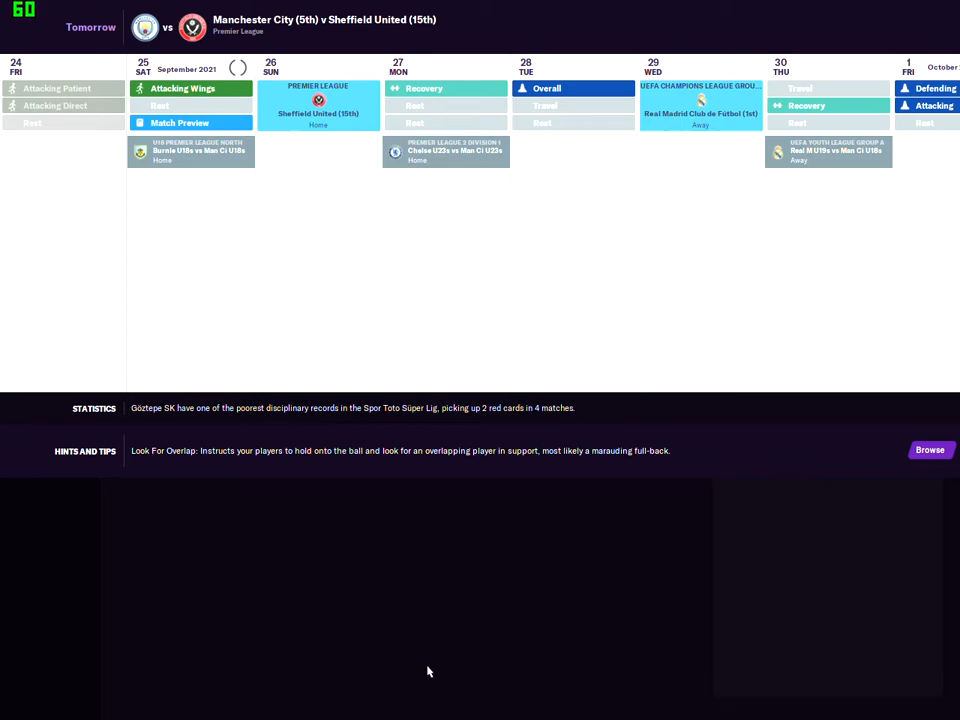 60
Tomorrow
vs
Manchester City (5th) v Sheffield United (15th)
Premier League
24
FRI
25
SAT
September 2021
26
SUN
27
MON
28
TUE
29
WED
30
THU
1
FRI
October
Attacking Patient
Attacking Direct
Rest
Attacking Wings
Rest
Match Preview
PREMIER LEAGUE
Sheffield United (15th)
Home
Recovery
Rest
Rest
Overall
Travel
Rest
UEFA CHAMPIONS LEAGUE GROU...
Real Madrid Club de Fútbol (1st)
Away
Travel
Recovery
Rest
Defending
Attacking
Rest
U18 PREMIER LEAGUE NORTH
Burnle U18s vs Man Ci U18s
Home
PREMIER LEAGUE 2 DIVISION 1
Chelse U23s vs Man Ci U23s
Home
UEFA YOUTH LEAGUE GROUP A
Real M U19s vs Man Ci U18s
Away
STATISTICS
Göztepe SK have one of the poorest disciplinary records in the Spor Toto Süper Lig, picking up 2 red cards in 4 matches.
HINTS AND TIPS
Look For Overlap: Instructs your players to hold onto the ball and look for an overlapping player in support, most likely a marauding full-back.
Browse